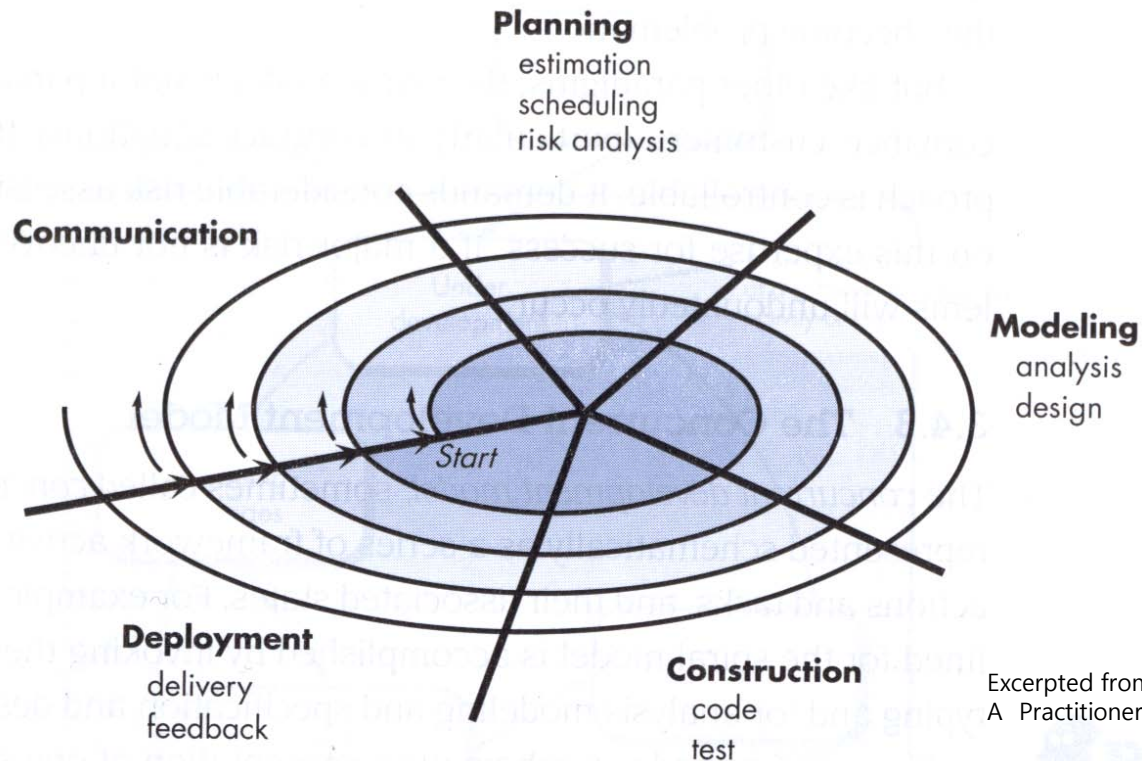 Planning
estimation
scheduling
risk analysis
Communication
Modeling
analysis
design
Start
Deployment
delivery
feedback
Construction
code
test
Excerpted from
A Practitioner